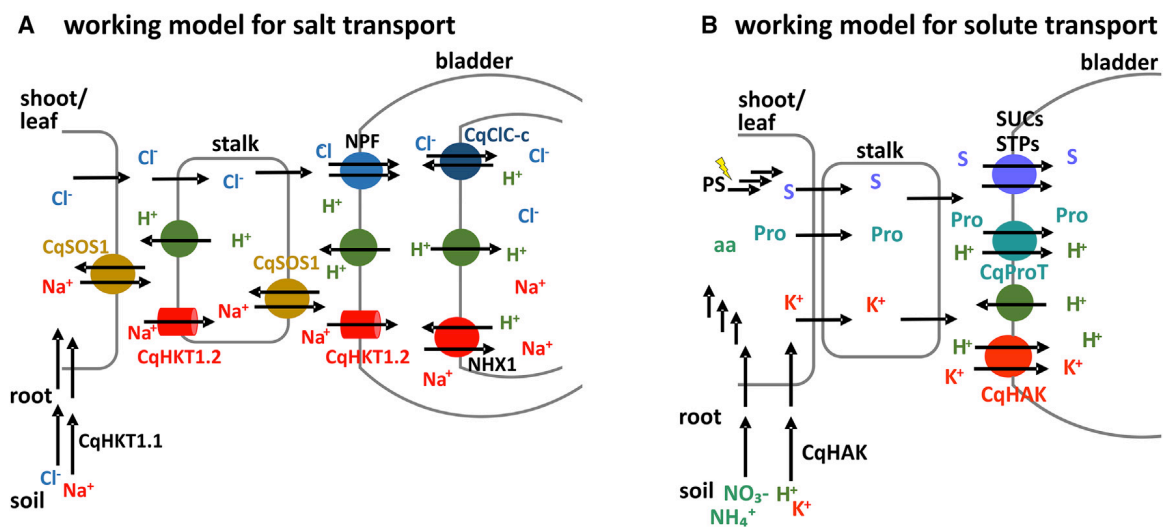 A working model for salt transport
bladder
shoot/
leaf
stalk
NPF
CqClC-c
Cl⁻
Cl⁻
Cl⁻
Cl⁻
Cl
Cl⁻
Cl⁻
H⁺
H⁺
Cl⁻
H⁺
H⁺
H⁺
H⁺
H⁺
CqSOS1
CqSOS1
Na⁺
Na⁺
Na⁺
Na⁺
Na⁺
H⁺
Na⁺
CqHKT1.2
CqHKT1.2
NHX1
Na⁺
root
CqHKT1.1
Cl⁻
Na⁺
soil
B working model for solute transport
bladder
shoot/
leaf
stalk
SUCs
STPs
PS
S
S
S
S
aa
Pro
Pro
Pro
Pro
H⁺
H⁺
CqProT
K⁺
K⁺
H⁺
H⁺
H⁺
K⁺
K⁺
CqHAK
root
CqHAK
soil
NO₃-
H⁺
NH₄⁺
K⁺